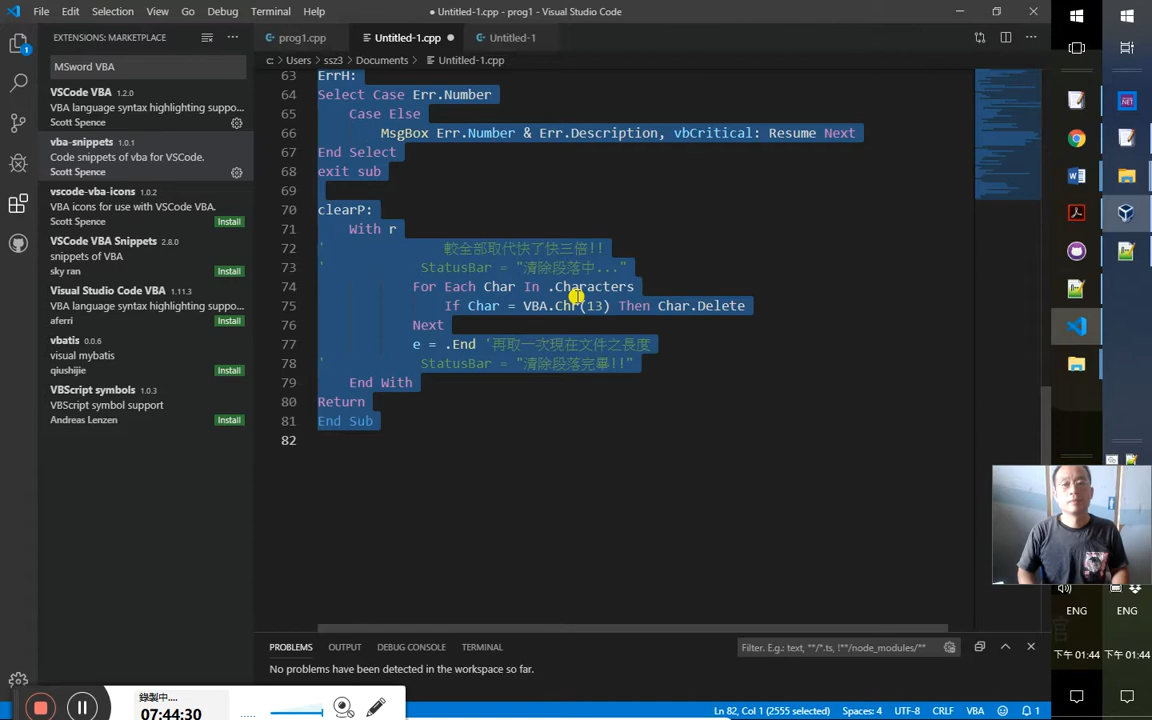 File Edit Selection View Go Debug Terminal Help
● Untitled-1.cpp - prog1 - Visual Studio Code
EXTENSIONS: MARKETPLACE
MSword VBA
VSCode VBA 1.2.0
VBA language syntax highlighting suppo...
Scott Spence
vba-snippets 1.0.1
Code snippets of vba for VSCode.
Scott Spence
vscode-vba-icons 1.0.2
VBA icons for use with VSCode VBA.
Scott Spence Install
VSCode VBA Snippets 2.8.0
snippets of VBA
sky ran Install
Visual Studio Code VBA 1.11.3
VBA language syntax highlighting suppo...
aferri Install
vbatis 0.0.6
visual mybatis
qiushijie Install
VBScript symbols 0.1.3
VBScript symbol support
Andreas Lenzen Install
prog1.cpp Untitled-1.cpp ● Untitled-1
c: > Users > ssz3 > Documents > Untitled-1.cpp
63 ErrH:
64 Select Case Err.Number
65 Case Else
66 MsgBox Err.Number & Err.Description, vbCritical: Resume Next
67 End Select
68 exit sub
69
70 clearP:
71 With r
72 ' 較全部取代快了快三倍!!
73 ' StatusBar = "清除段落中..."
74 For Each Char In .Characters
75 If Char = VBA.Chr(13) Then Char.Delete
76 Next
77 e = .End '再取一次現在文件之長度
78 ' StatusBar = "清除段落完畢!!"
79 End With
80 Return
81 End Sub
82
PROBLEMS OUTPUT DEBUG CONSOLE TERMINAL
Filter. E.g.: text, **/*.ts, !**/node_modules/**
No problems have been detected in the workspace so far.
錄製中....
07:44:30
Ln 82, Col 1 (2555 selected) Spaces: 4 UTF-8 CRLF VBA 1
ENG ENG
下午 01:44 下午 01:44